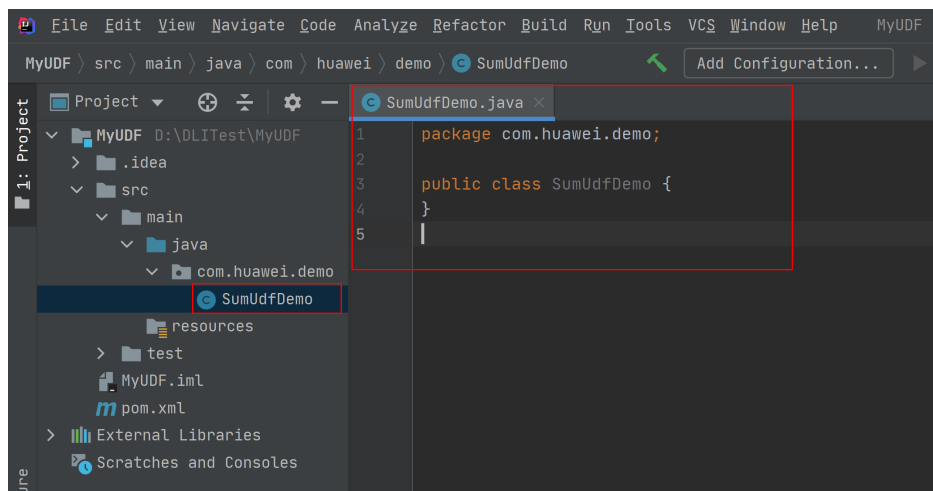 File Edit View Navigate Code Analyze Refactor Build Run Tools VCS Window Help MyUDF
MyUDF src main java com huawei demo SumUdfDemo Add Configuration...
1: Project
Project
MyUDF D:\DLITest\MyUDF
.idea
src
main
java
com.huawei.demo
SumUdfDemo
resources
test
MyUDF.iml
pom.xml
External Libraries
Scratches and Consoles
SumUdfDemo.java
1 package com.huawei.demo;
2
3 public class SumUdfDemo {
4 }
5